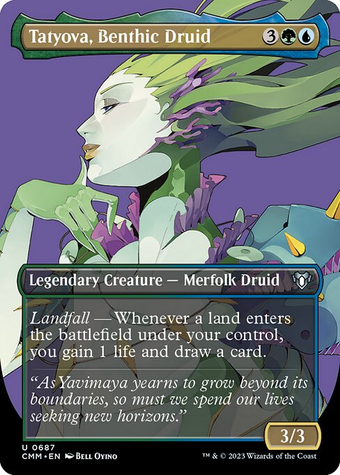 Tatyova, Benthic Druid 3
Legendary Creature — Merfolk Druid
Landfall — Whenever a land enters
the battlefield under your control,
you gain 1 life and draw a card.
“As Yavimaya yearns to grow beyond its
boundaries, so must we spend our lives
seeking new horizons.”
3/3
U 0687
CMM • EN Bell Oyino
™ & © 2023 Wizards of the Coast